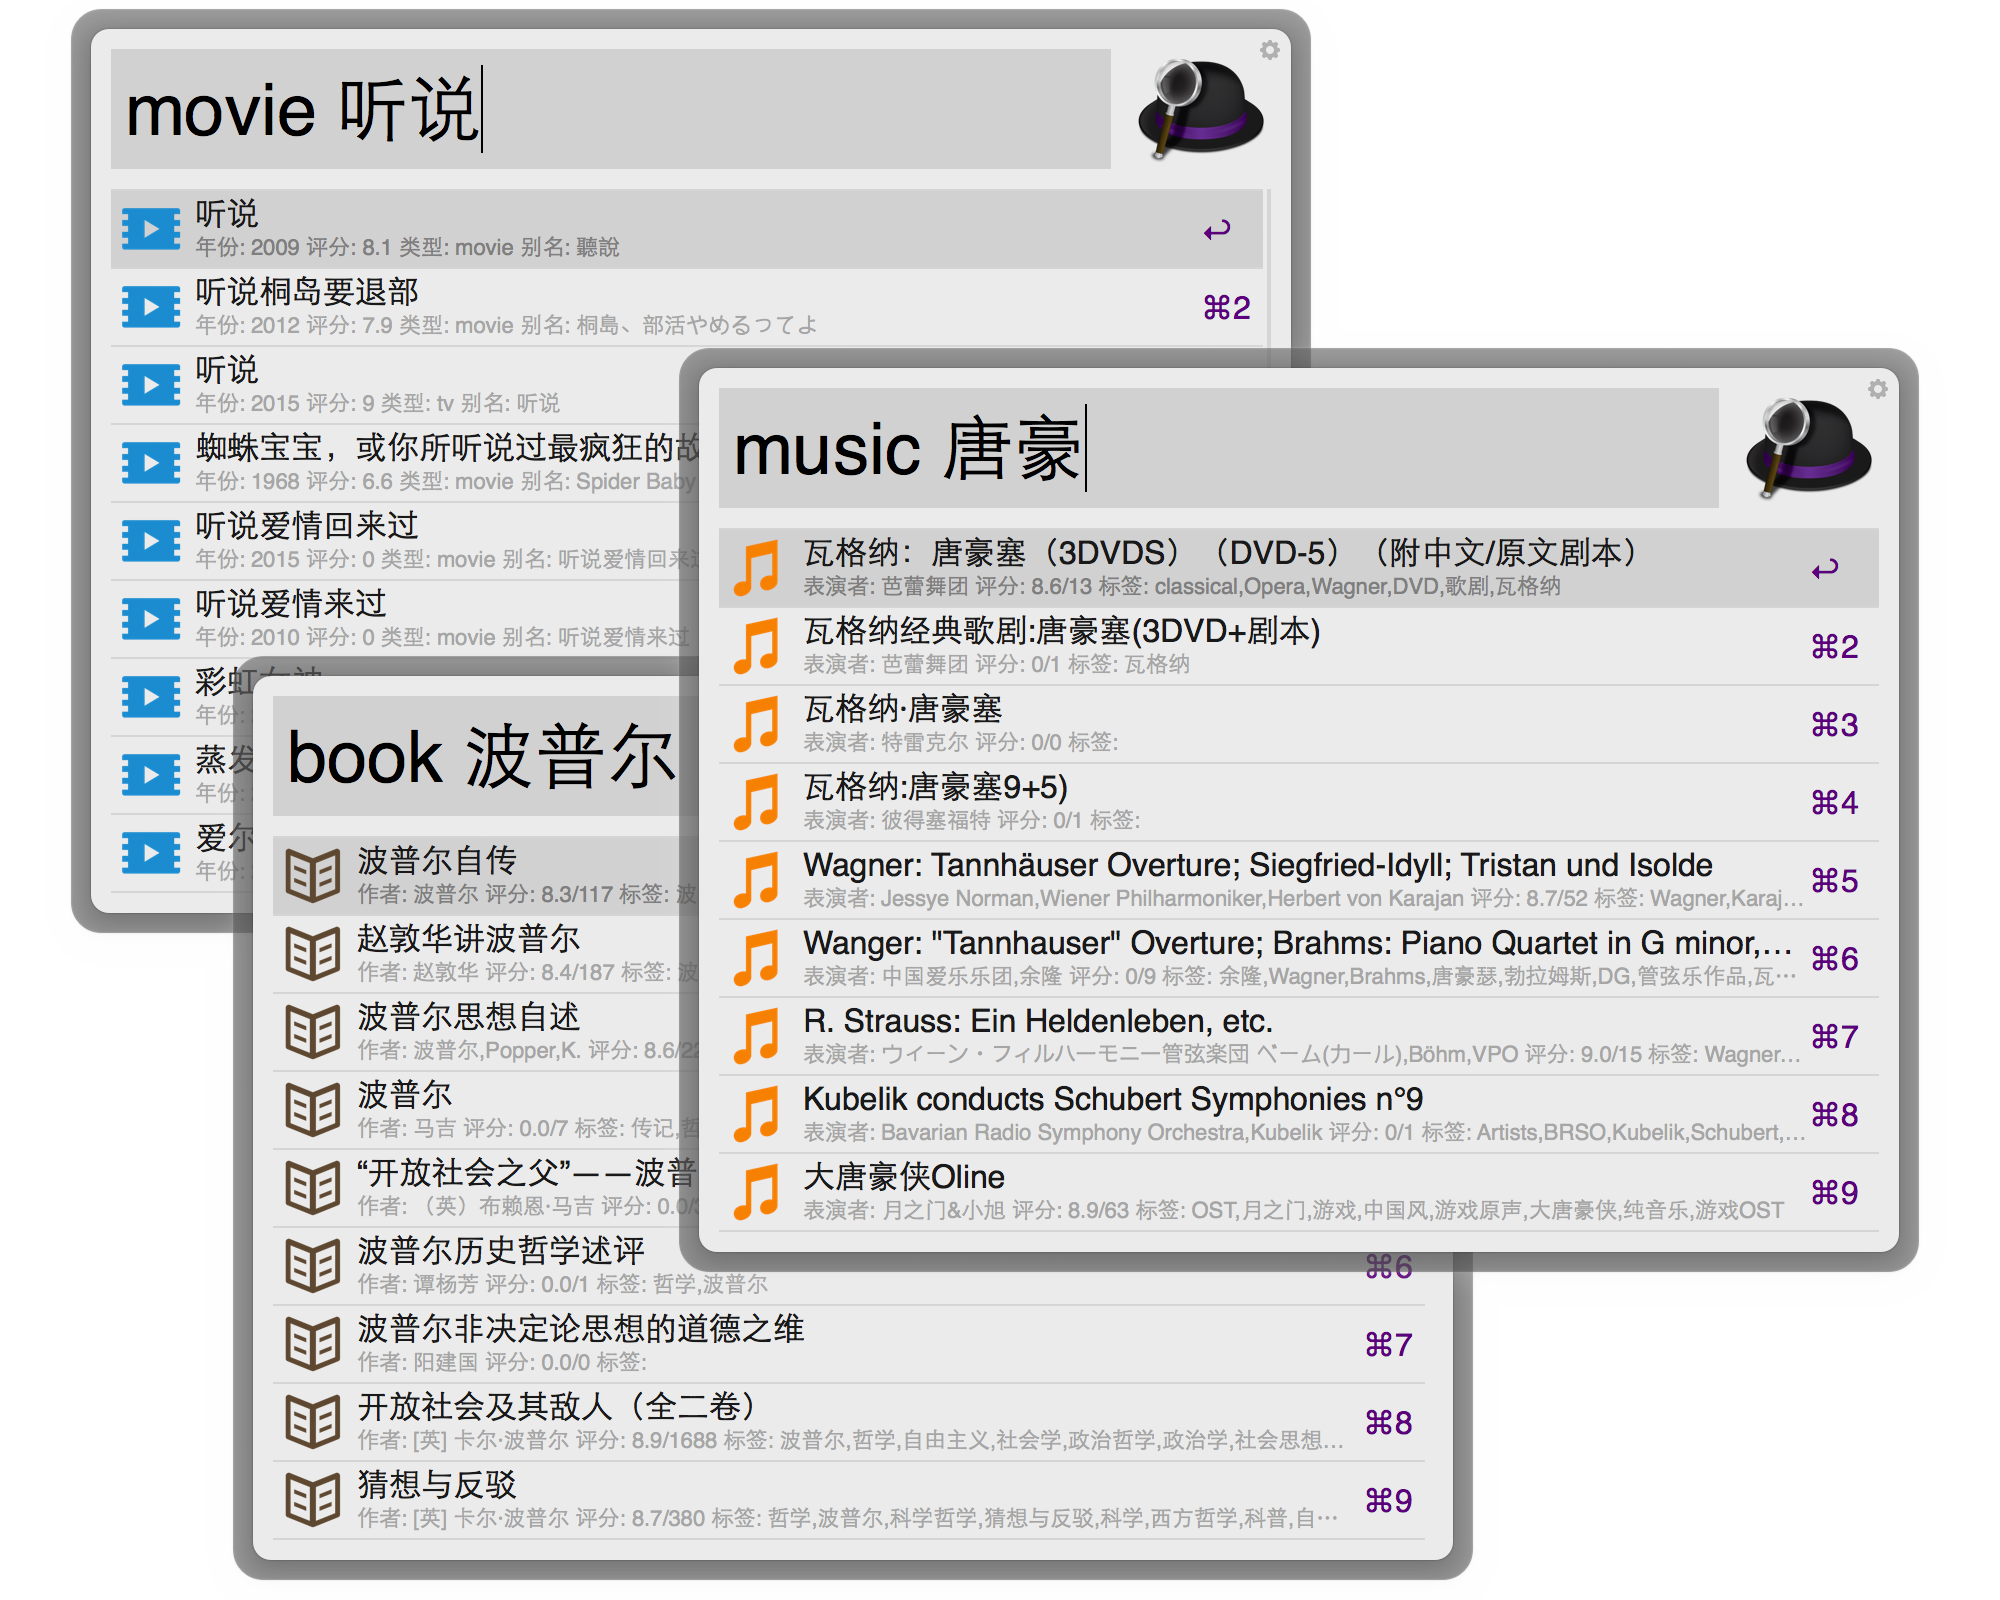 movie 听说
听说
年份: 2009 评分: 8.1 类型: movie 别名: 聽說
听说桐岛要退部
⌘2
年份: 2012 评分: 7.9 类型: movie 别名: 桐島、部活やめるってよ
听说
年份: 2015 评分: 9 类型: tv 别名: 听说
蜘蛛宝宝，或你所听说过最疯狂的故
年份: 1968 评分: 6.6 类型: movie 别名: Spider Baby
听说爱情回来过
年份: 2015 评分: 0 类型: movie 别名: 听说爱情回来过
听说爱情来过
年份: 2010 评分: 0 类型: movie 别名: 听说爱情来过
彩虹女神
年份:
蒸发
年份:
爱尔
年份:
music 唐豪
瓦格纳：唐豪塞（3DVDS）（DVD-5）（附中文/原文剧本）
表演者: 芭蕾舞团 评分: 8.6/13 标签: classical,Opera,Wagner,DVD,歌剧,瓦格纳
瓦格纳经典歌剧:唐豪塞(3DVD+剧本)
⌘2
表演者: 芭蕾舞团 评分: 0/1 标签: 瓦格纳
瓦格纳·唐豪塞
⌘3
表演者: 特雷克尔 评分: 0/0 标签:
瓦格纳:唐豪塞9+5)
⌘4
表演者: 彼得塞福特 评分: 0/1 标签:
Wagner: Tannhäuser Overture; Siegfried-Idyll; Tristan und Isolde
⌘5
表演者: Jessye Norman,Wiener Philharmoniker,Herbert von Karajan 评分: 8.7/52 标签: Wagner,Karaj…
Wanger: "Tannhauser" Overture; Brahms: Piano Quartet in G minor,…
⌘6
表演者: 中国爱乐乐团,余隆 评分: 0/9 标签: 余隆,Wagner,Brahms,唐豪瑟,勃拉姆斯,DG,管弦乐作品,瓦…
R. Strauss: Ein Heldenleben, etc.
⌘7
表演者: ウィーン・フィルハーモニー管弦楽団 ベーム(カール),Böhm,VPO 评分: 9.0/15 标签: Wagner…
Kubelik conducts Schubert Symphonies n°9
⌘8
表演者: Bavarian Radio Symphony Orchestra,Kubelik 评分: 0/1 标签: Artists,BRSO,Kubelik,Schubert,…
大唐豪侠Oline
⌘9
表演者: 月之门&小旭 评分: 8.9/63 标签: OST,月之门,游戏,中国风,游戏原声,大唐豪侠,纯音乐,游戏OST
book 波普尔
波普尔自传
作者: 波普尔 评分: 8.3/117 标签: 波
赵敦华讲波普尔
作者: 赵敦华 评分: 8.4/187 标签: 波
波普尔思想自述
作者: 波普尔,Popper,K. 评分: 8.6/22
波普尔
作者: 马吉 评分: 0.0/7 标签: 传记,哲
“开放社会之父”——波普
作者: （英）布赖恩·马吉 评分: 0.0/3
波普尔历史哲学述评
⌘6
作者: 谭杨芳 评分: 0.0/1 标签: 哲学,波普尔
波普尔非决定论思想的道德之维
⌘7
作者: 阳建国 评分: 0.0/0 标签:
开放社会及其敌人（全二卷）
⌘8
作者: [英] 卡尔·波普尔 评分: 8.9/1688 标签: 波普尔,哲学,自由主义,社会学,政治哲学,政治学,社会思想…
猜想与反驳
⌘9
作者: [英] 卡尔·波普尔 评分: 8.7/380 标签: 哲学,波普尔,科学哲学,猜想与反驳,科学,西方哲学,科普,自…